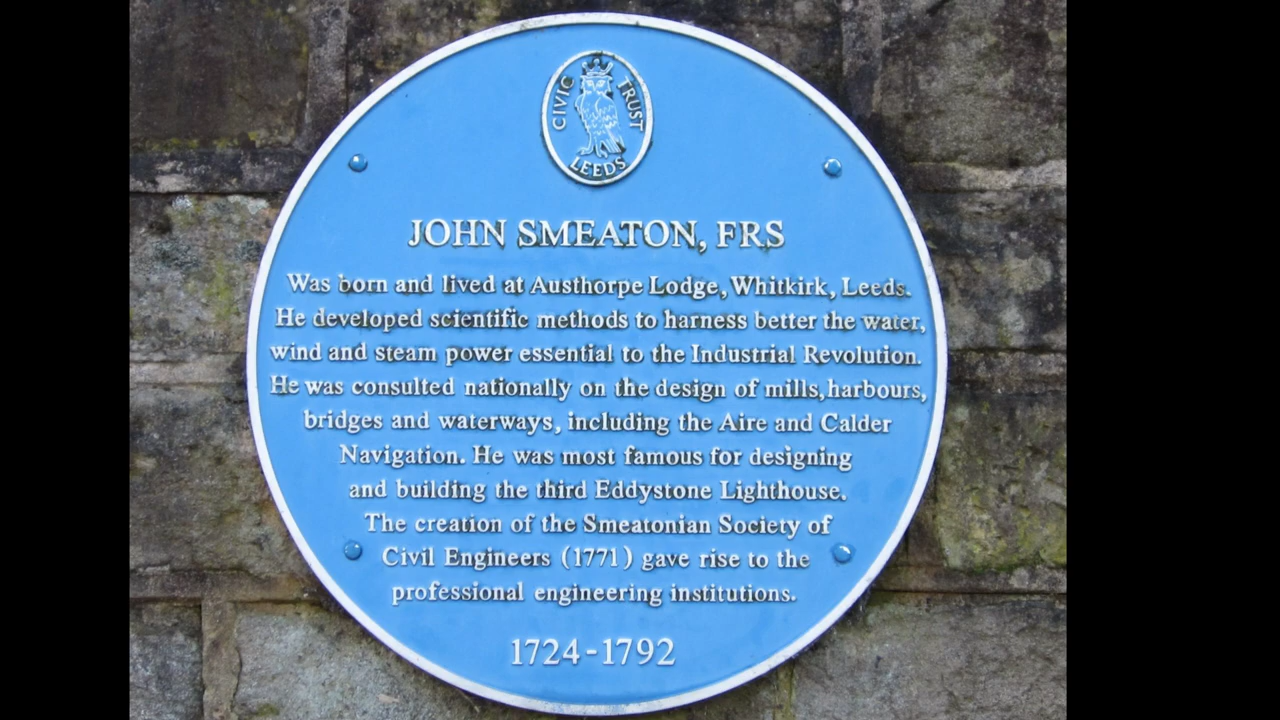 CIVIC TRUST
LEEDS
JOHN SMEATON, FRS
Was born and lived at Austhorpe Lodge, Whitkirk, Leeds.
He developed scientific methods to harness better the water,
wind and steam power essential to the Industrial Revolution.
He was consulted nationally on the design of mills, harbours,
bridges and waterways, including the Aire and Calder
Navigation. He was most famous for designing
and building the third Eddystone Lighthouse.
The creation of the Smeatonian Society of
Civil Engineers (1771) gave rise to the
professional engineering institutions.
1724-1792